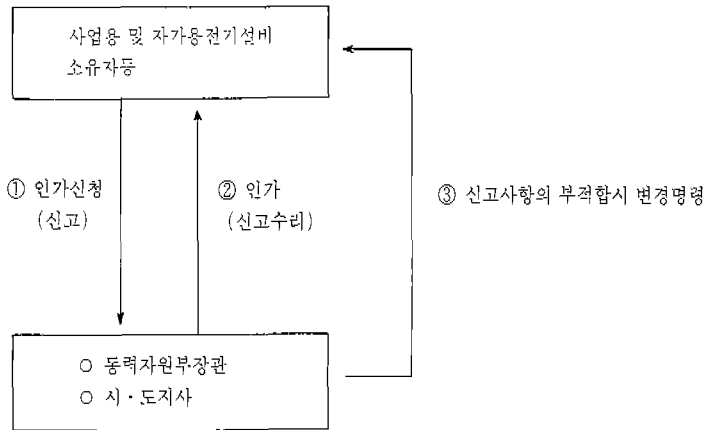 사업용 및 자가용전기설비
소유자등
① 인가신청
(신고)
② 인가
(신고수리)
③ 신고사항의 부적합시 변경명령
○ 동력자원부장관
○ 시·도지사